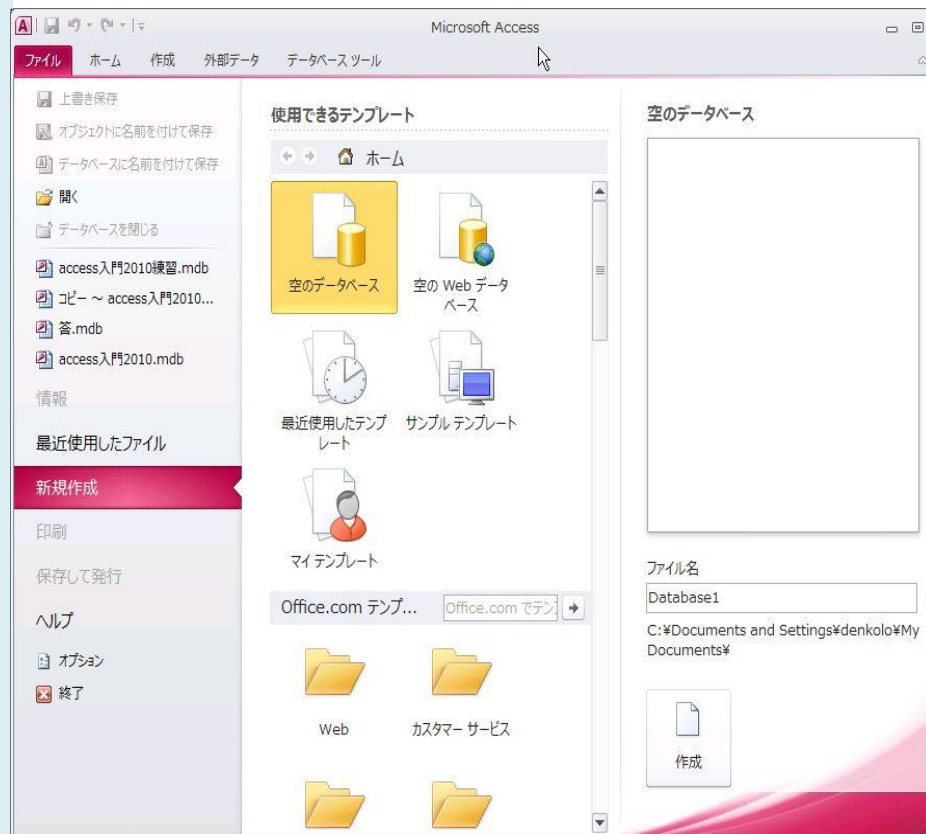 Microsoft Access
ファイル ホーム 作成 外部データ データベース ツール
上書き保存
オブジェクトに名前を付けて保存
データベースに名前を付けて保存
開く
データベースを閉じる
access入門2010練習.mdb
コピー ～ access入門2010...
答.mdb
access入門2010.mdb
情報
最近使用したファイル
新規作成
印刷
保存して発行
ヘルプ
オプション
終了
使用できるテンプレート
ホーム
空のデータベース
空の Web データ
ベース
最近使用したテンプ
レート
サンプル テンプレート
マイ テンプレート
Office.com テンプ...
Office.com でテン
Web
カスタマー サービス
空のデータベース
ファイル名
Database1
C:¥Documents and Settings¥denkolo¥My
Documents¥
作成